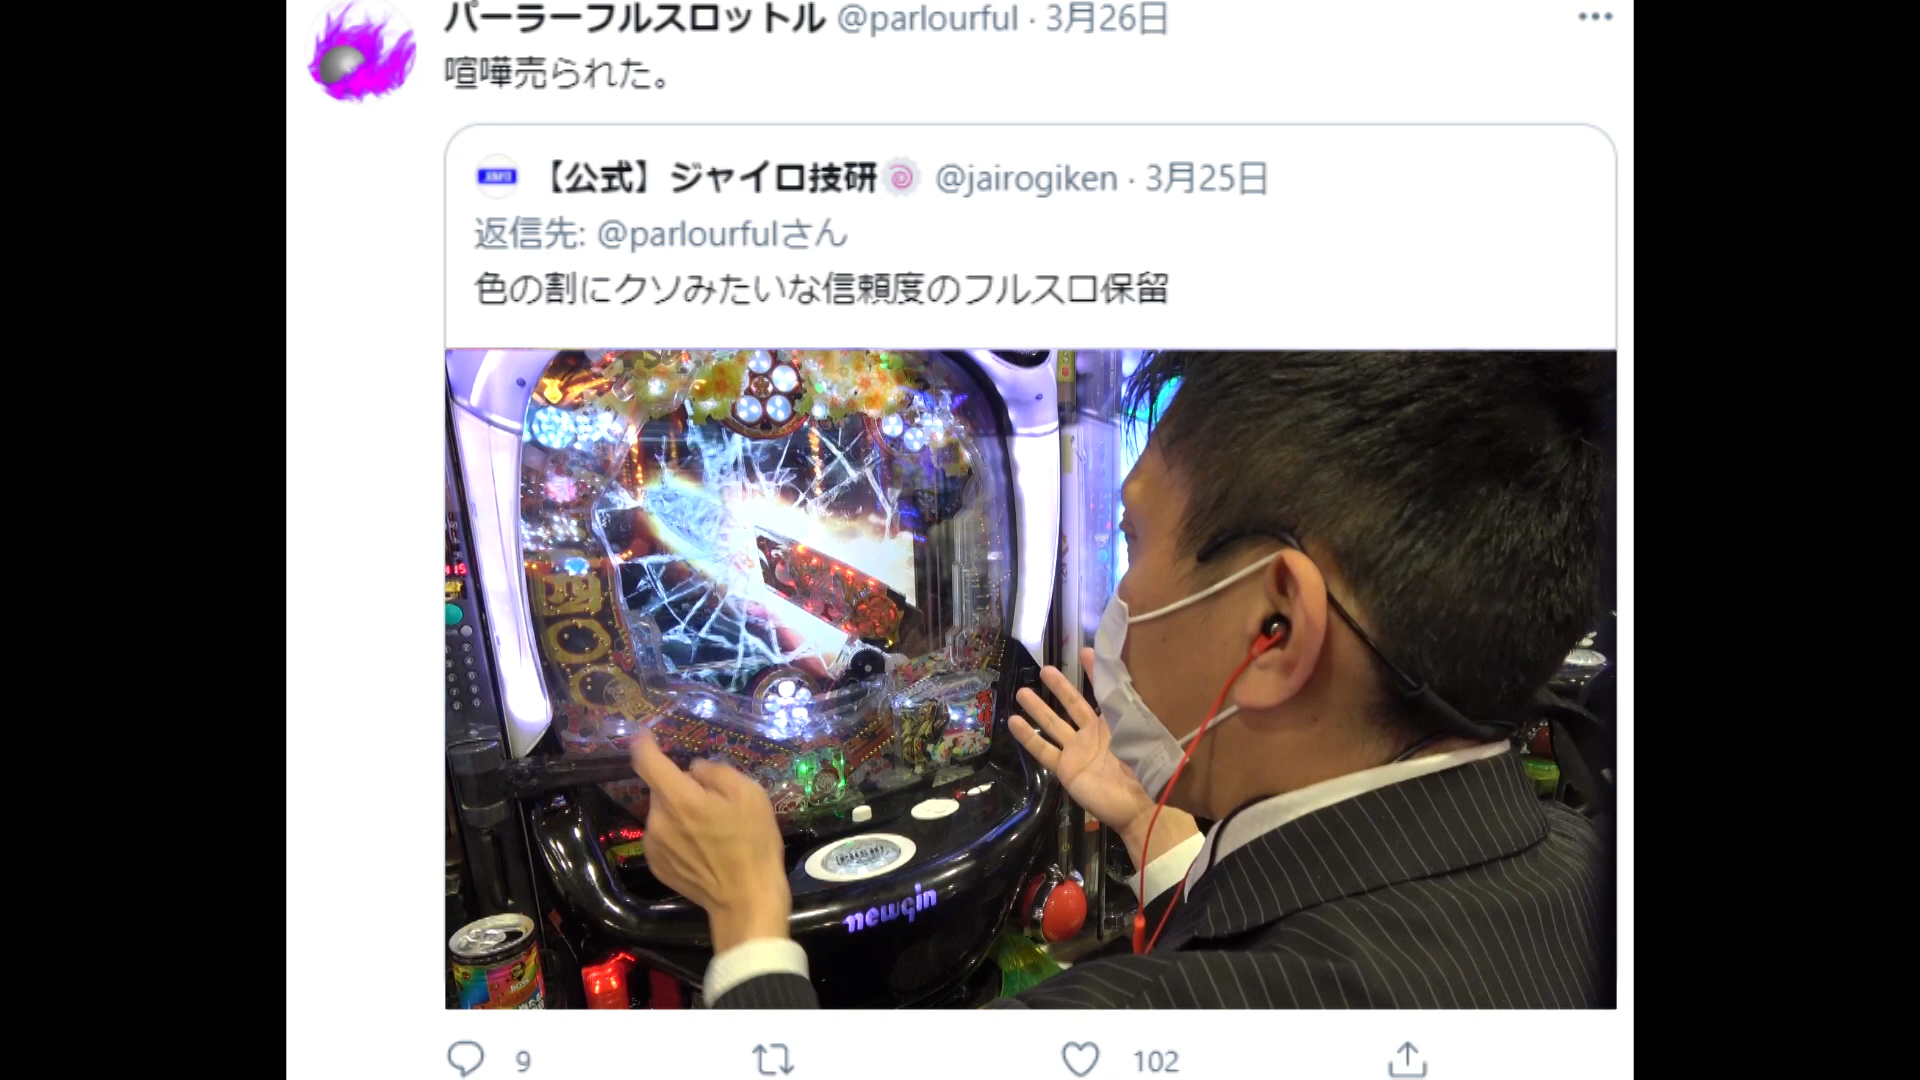 パーラーフルスロットル @parlourful · 3月26日
喧嘩売られた。
【公式】ジャイロ技研🍥 @jairogiken · 3月25日
返信先: @parlourfulさん
色の割にクソみたいな信頼度のフルスロ保留
PUSH
newgin
9
102